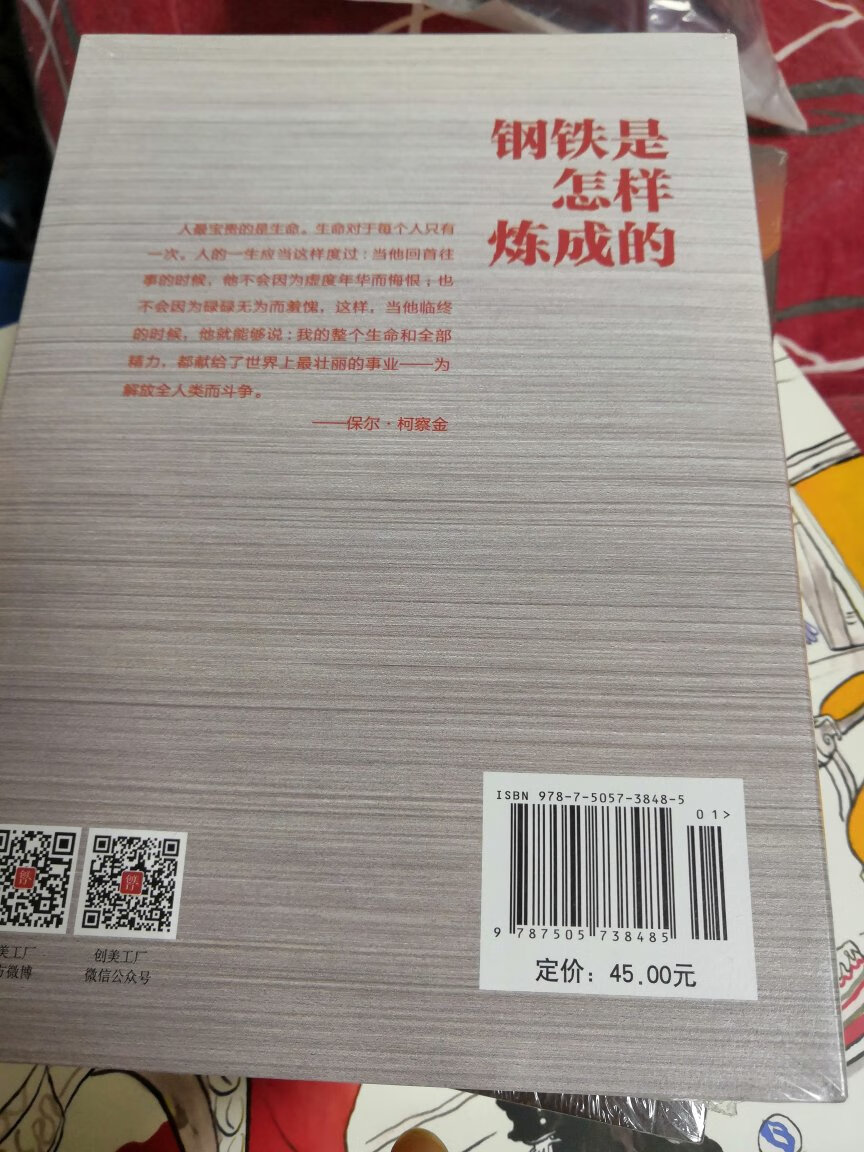 钢铁是
怎样
炼成的
人最宝贵的是生命。生命对于每个人只有
一次。人的一生应当这样度过：当他回首往
事的时候，他不会因为虚度年华而悔恨；也
不会因为碌碌无为而羞愧，这样，当他临终
的时候，他就能够说：我的整个生命和全部
精力，都献给了世界上最壮丽的事业——为
解放全人类而斗争。
——保尔·柯察金
ISBN 978-7-5057-3848-5
01>
9 787505 738485
定价：45.00元
美工厂
方微博
创美工厂
微信公众号